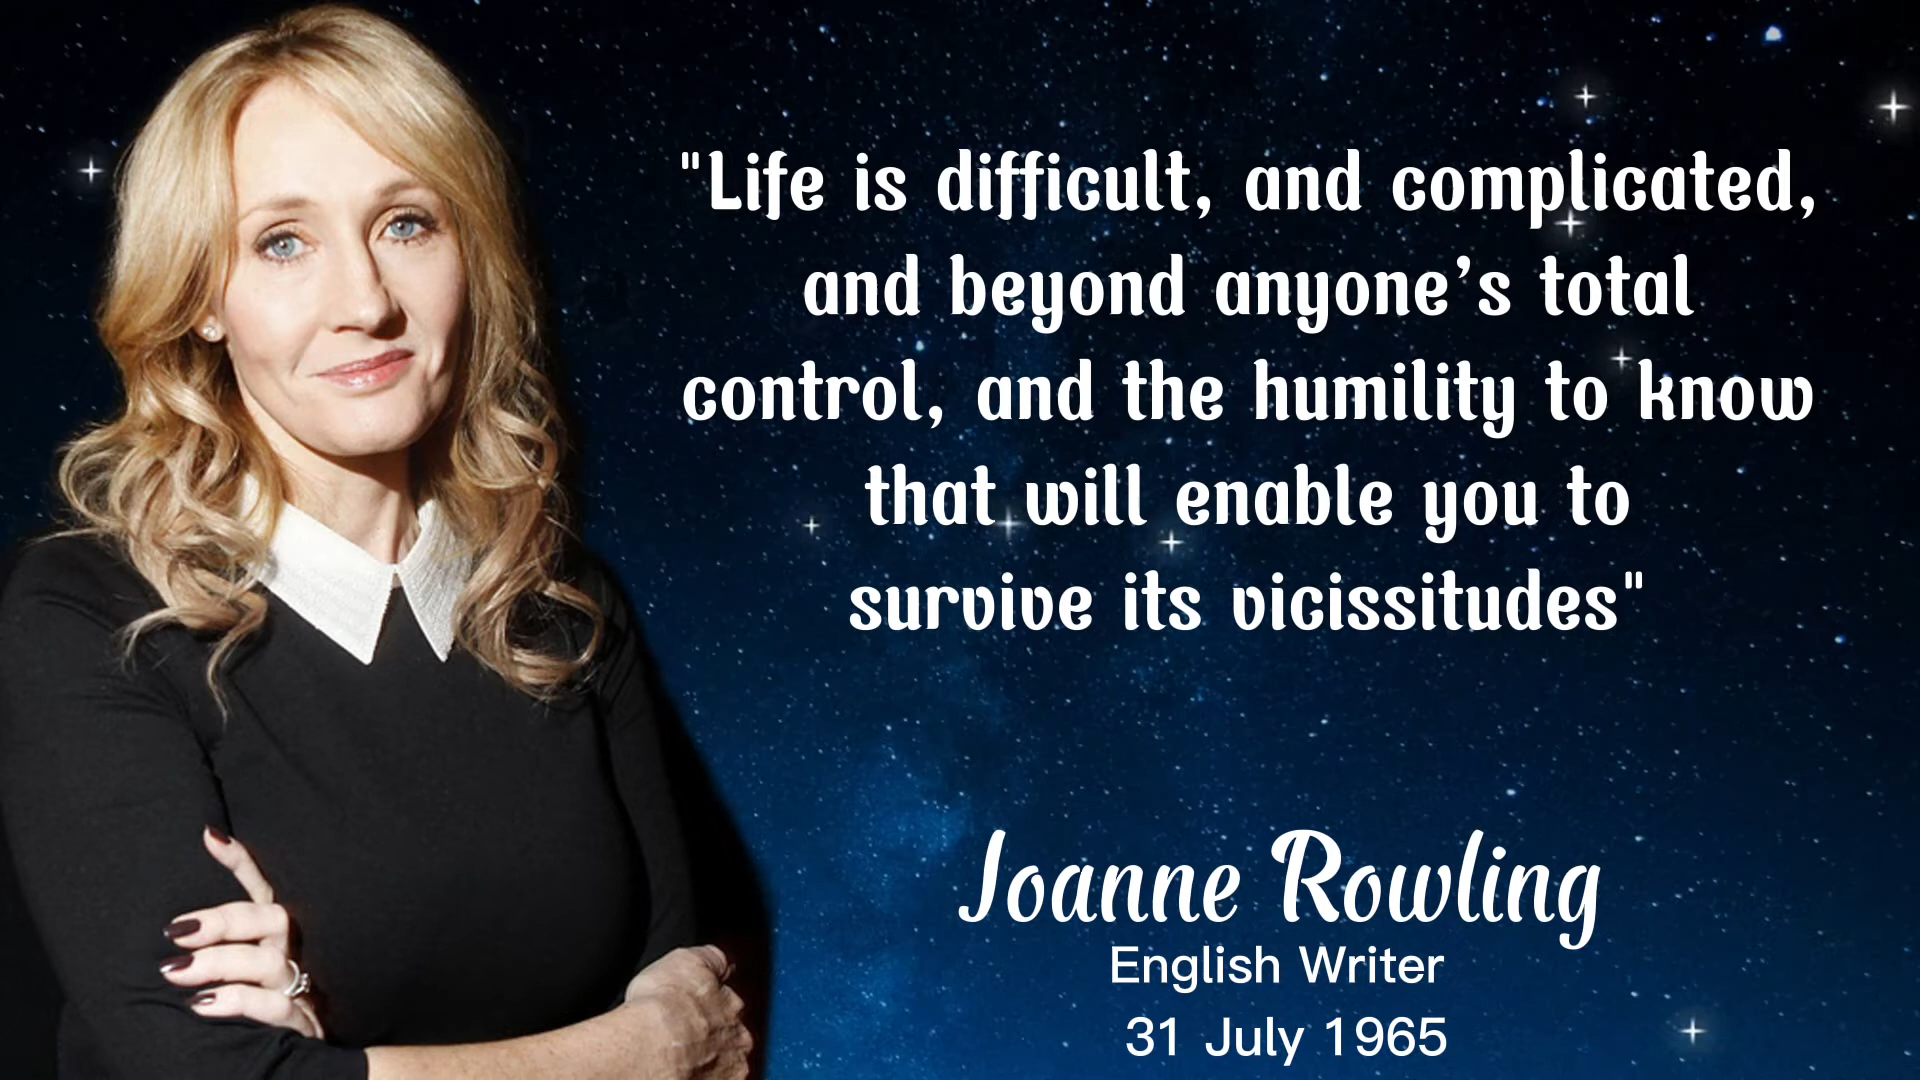 "Life is difficult, and complicated,
and beyond anyone’s total
control, and the humility to know
that will enable you to
survive its vicissitudes"
Joanne Rowling
English Writer
31 July 1965